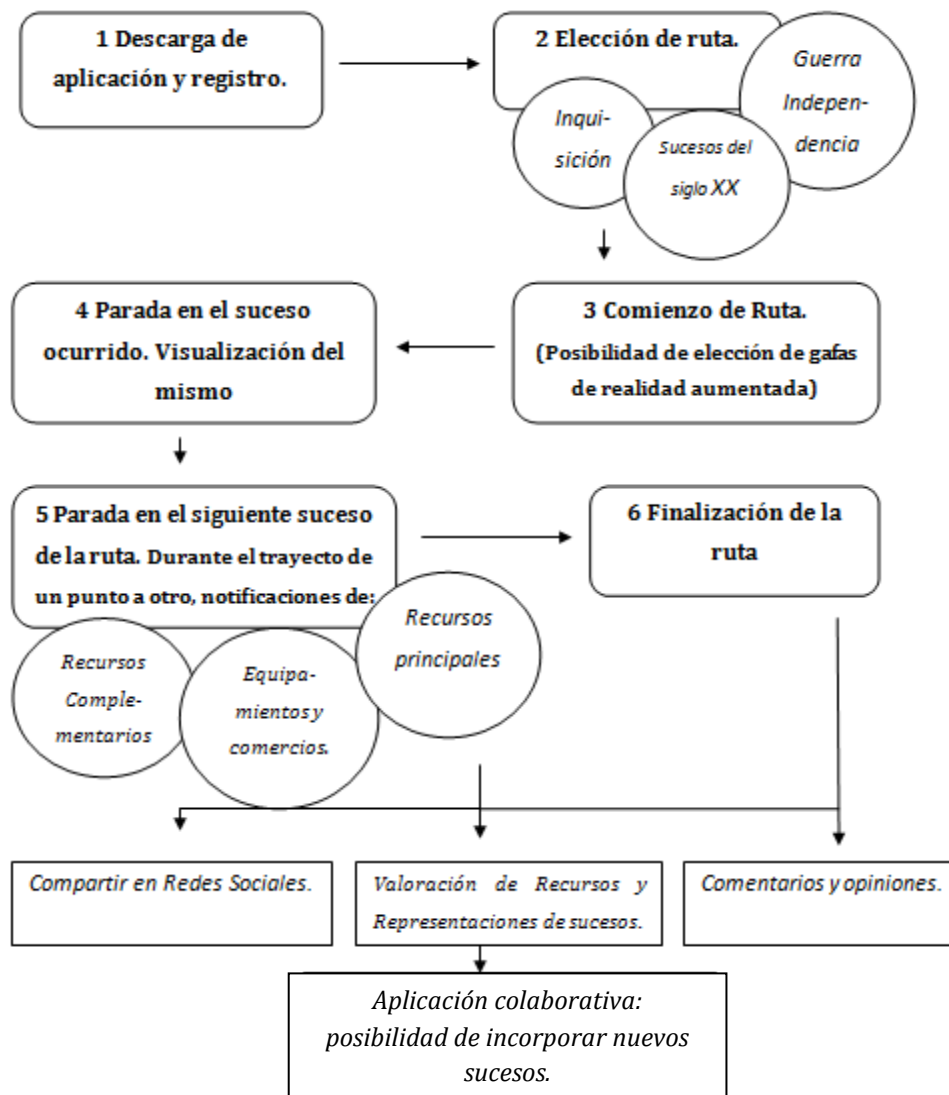 1 Descarga de
aplicación y registro.
2 Elección de ruta.
Inqui-
sición
Sucesos del
siglo XX
Guerra
Indepen-
dencia
3 Comienzo de Ruta.
(Posibilidad de elección de gafas
de realidad aumentada)
4 Parada en el suceso
ocurrido. Visualización del
mismo
5 Parada en el siguiente suceso
de la ruta. Durante el trayecto de
un punto a otro, notificaciones de:
Recursos
Comple-
mentarios
Equipa-
mientos y
comercios.
Recursos
principales
6 Finalización de la
ruta
Compartir en Redes Sociales.
Valoración de Recursos y
Representaciones de sucesos.
Comentarios y opiniones.
Aplicación colaborativa:
posibilidad de incorporar nuevos
sucesos.